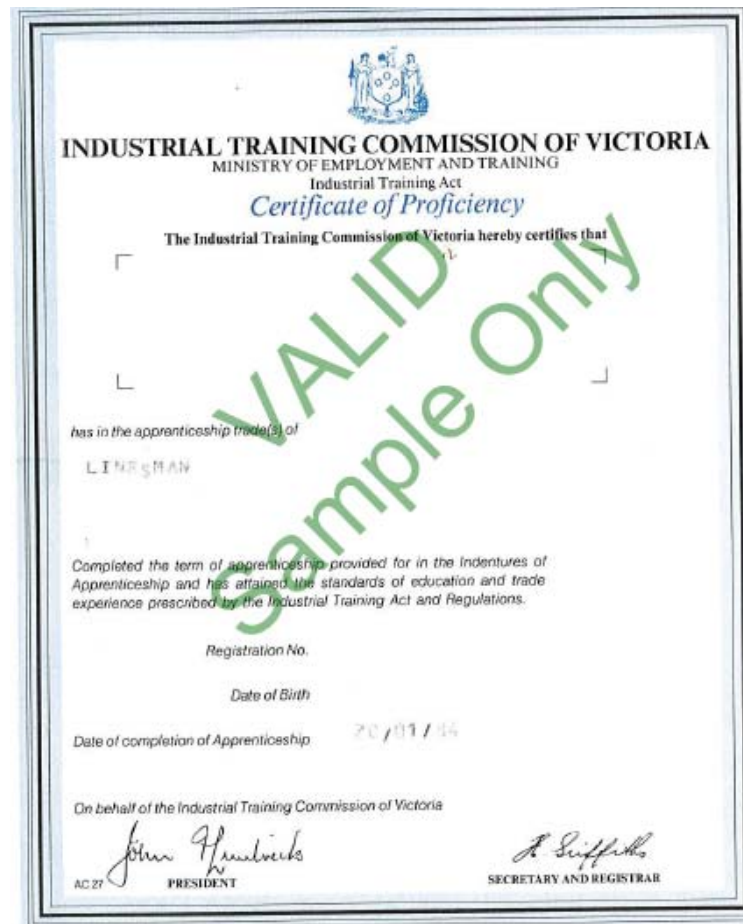 INDUSTRIAL TRAINING COMMISSION OF VICTORIA
MINISTRY OF EMPLOYMENT AND TRAINING
Industrial Training Act
Certificate of Proficiency
The Industrial Training Commission of Victoria hereby certifies that
VALID
Sample Only
has in the apprenticeship trade(s) of
LINESMAN
Completed the term of apprenticeship provided for in the Indentures of
Apprenticeship and has attained the standards of education and trade
experience prescribed by the Industrial Training Act and Regulations.
Registration No.
Date of Birth
Date of completion of Apprenticeship
On behalf of the Industrial Training Commission of Victoria
John
AC 27
PRESIDENT
SECRETARY AND REGISTRAR